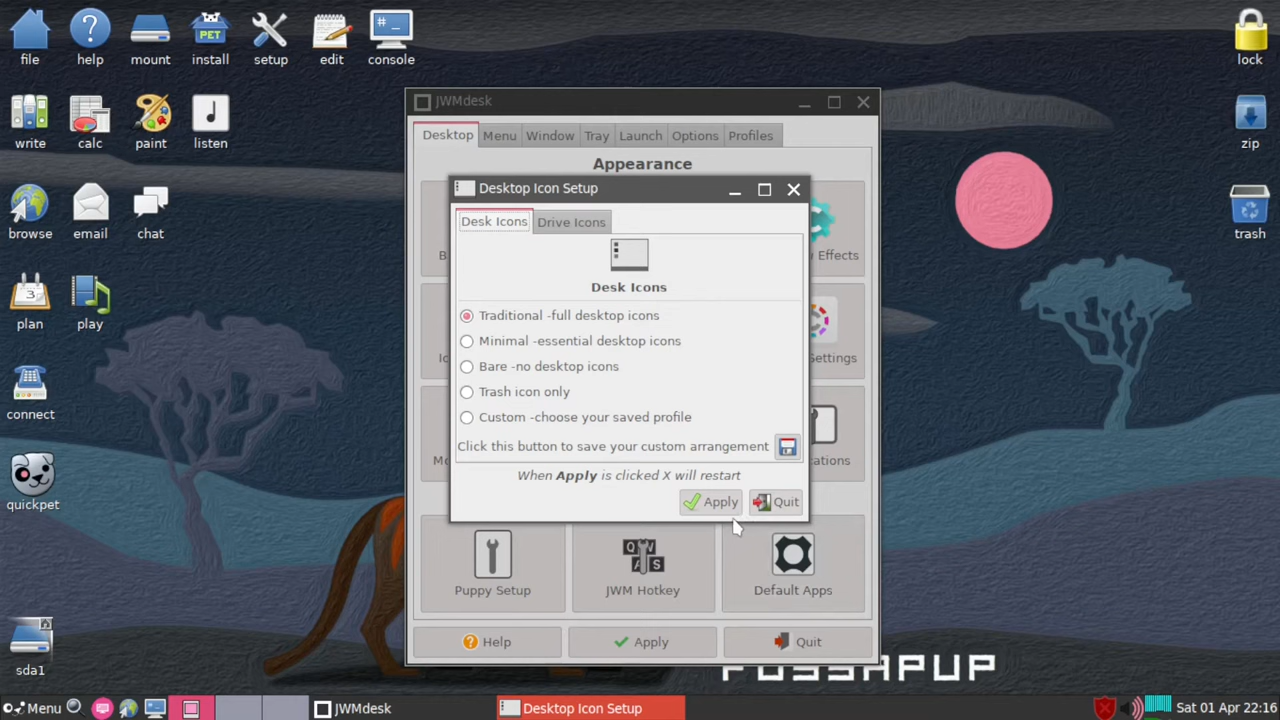 file
help
mount
PET
install
setup
edit
# _
console
lock
write
calc
paint
listen
zip
browse
email
chat
trash
3
plan
play
connect
quickpet
sda1
JWMdesk
Desktop Menu Window Tray Launch Options Profiles
Appearance
Effects
Settings
Desktop Icon Setup
Desk Icons Drive Icons
Desk Icons
Traditional -full desktop icons
Minimal -essential desktop icons
Bare -no desktop icons
Trash icon only
Custom -choose your saved profile
Click this button to save your custom arrangement
When Apply is clicked X will restart
Apply Quit
Puppy Setup
JWM Hotkey
Default Apps
Help Apply Quit
Menu JWMdesk Desktop Icon Setup Sat 01 Apr 22:16